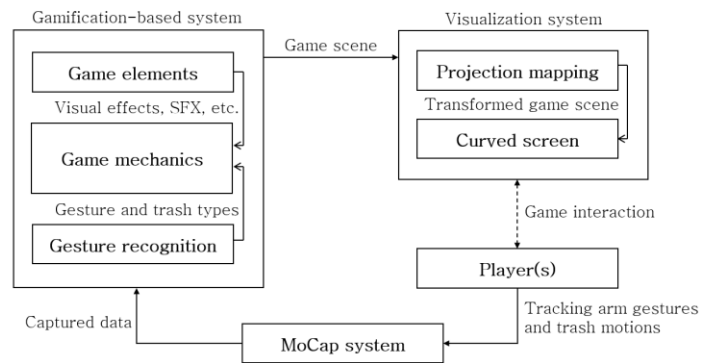 Gamification-based system
Game elements
Visual effects, SFX, etc.
Game mechanics
Gesture and trash types
Gesture recognition
Game scene
Visualization system
Projection mapping
Transformed game scene
Curved screen
Game interaction
Player(s)
Tracking arm gestures
and trash motions
MoCap system
Captured data